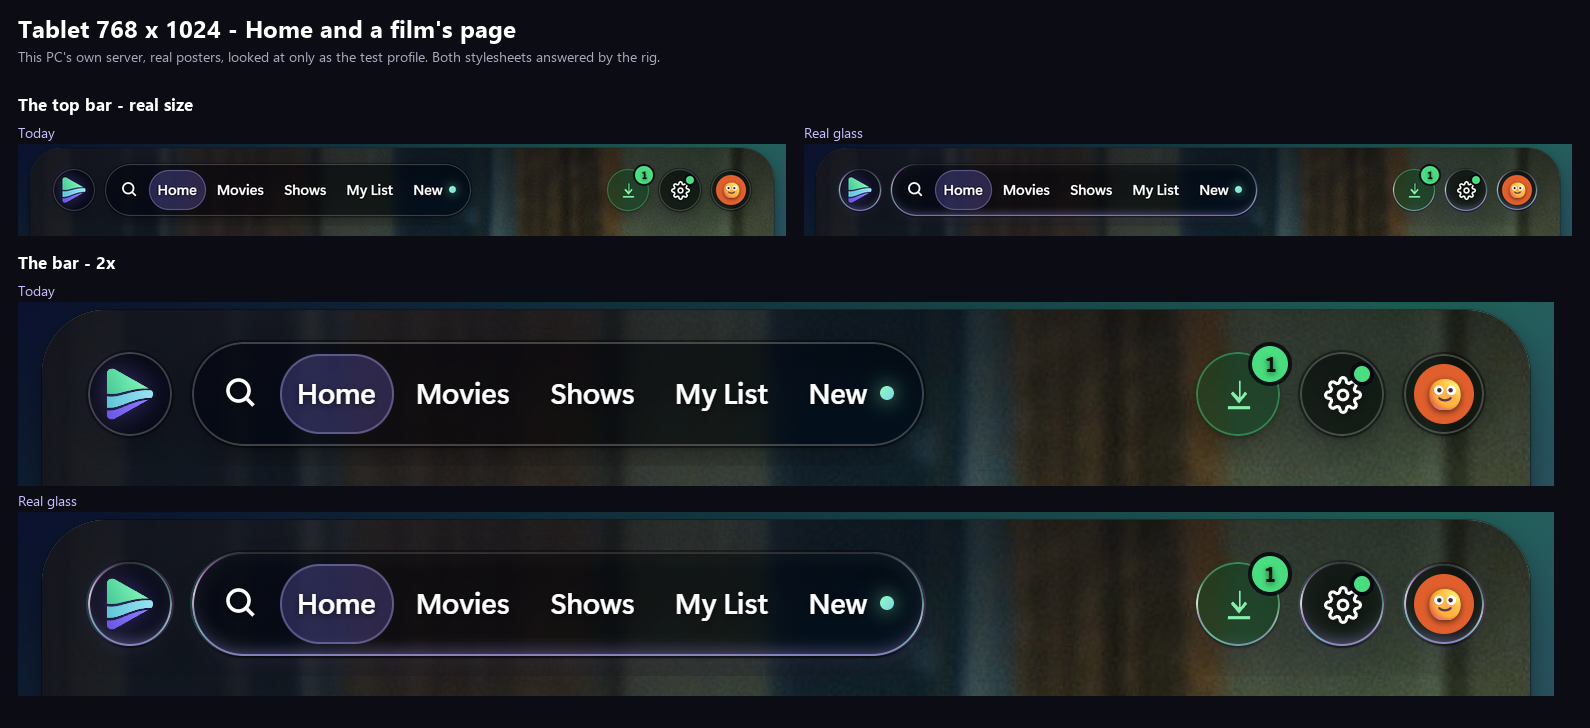 Tablet 768 x 1024 - Home and a film's page
This PC's own server, real posters, looked at only as the test profile. Both stylesheets answered by the rig.
The top bar - real size
Today
Home Movies Shows My List New
1
Real glass
Home Movies Shows My List New
1
The bar - 2x
Today
Home Movies Shows My List New
1
Real glass
Home Movies Shows My List New
1